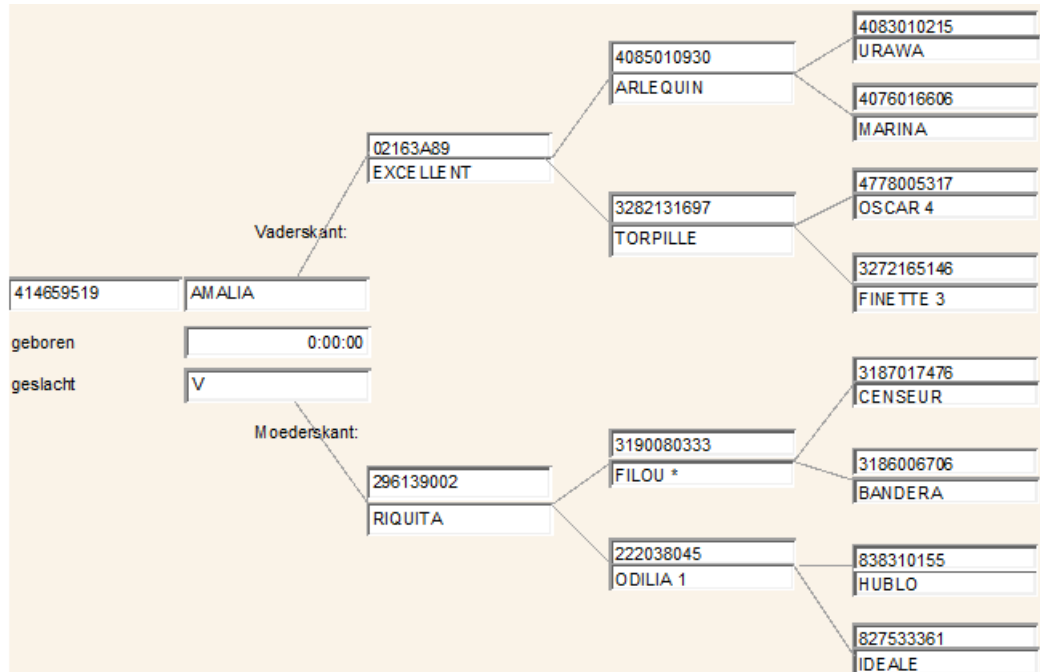 4083010215
URAWA
4085010930
ARLEQUIN
4076016606
MARINA
02163A89
EXCELLENT
4778005317
OSCAR 4
3282131697
TORPILLE
Vaderskant:
3272165146
FINETTE 3
414659519 AMALIA
geboren 0:00:00
geslacht V
3187017476
CENSEUR
Moederskant:
3190080333
FILOU *
3186006706
BANDERA
296139002
RIQUITA
222038045
ODILIA 1
838310155
HUBLO
827533361
IDEALE